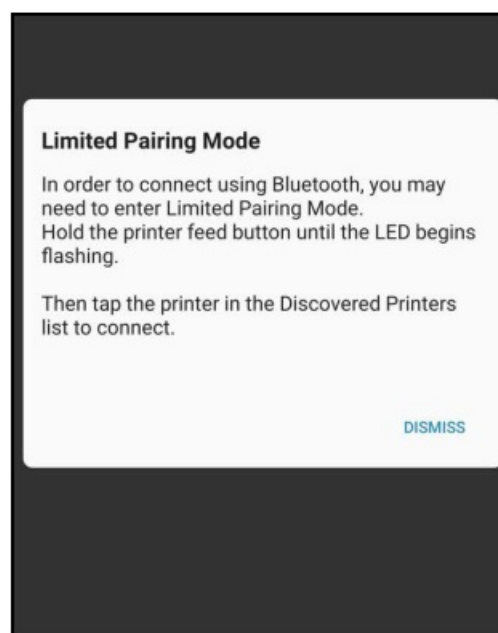 Limited Pairing Mode
In order to connect using Bluetooth, you may
need to enter Limited Pairing Mode.
Hold the printer feed button until the LED begins
flashing.
Then tap the printer in the Discovered Printers
list to connect.
DISMISS